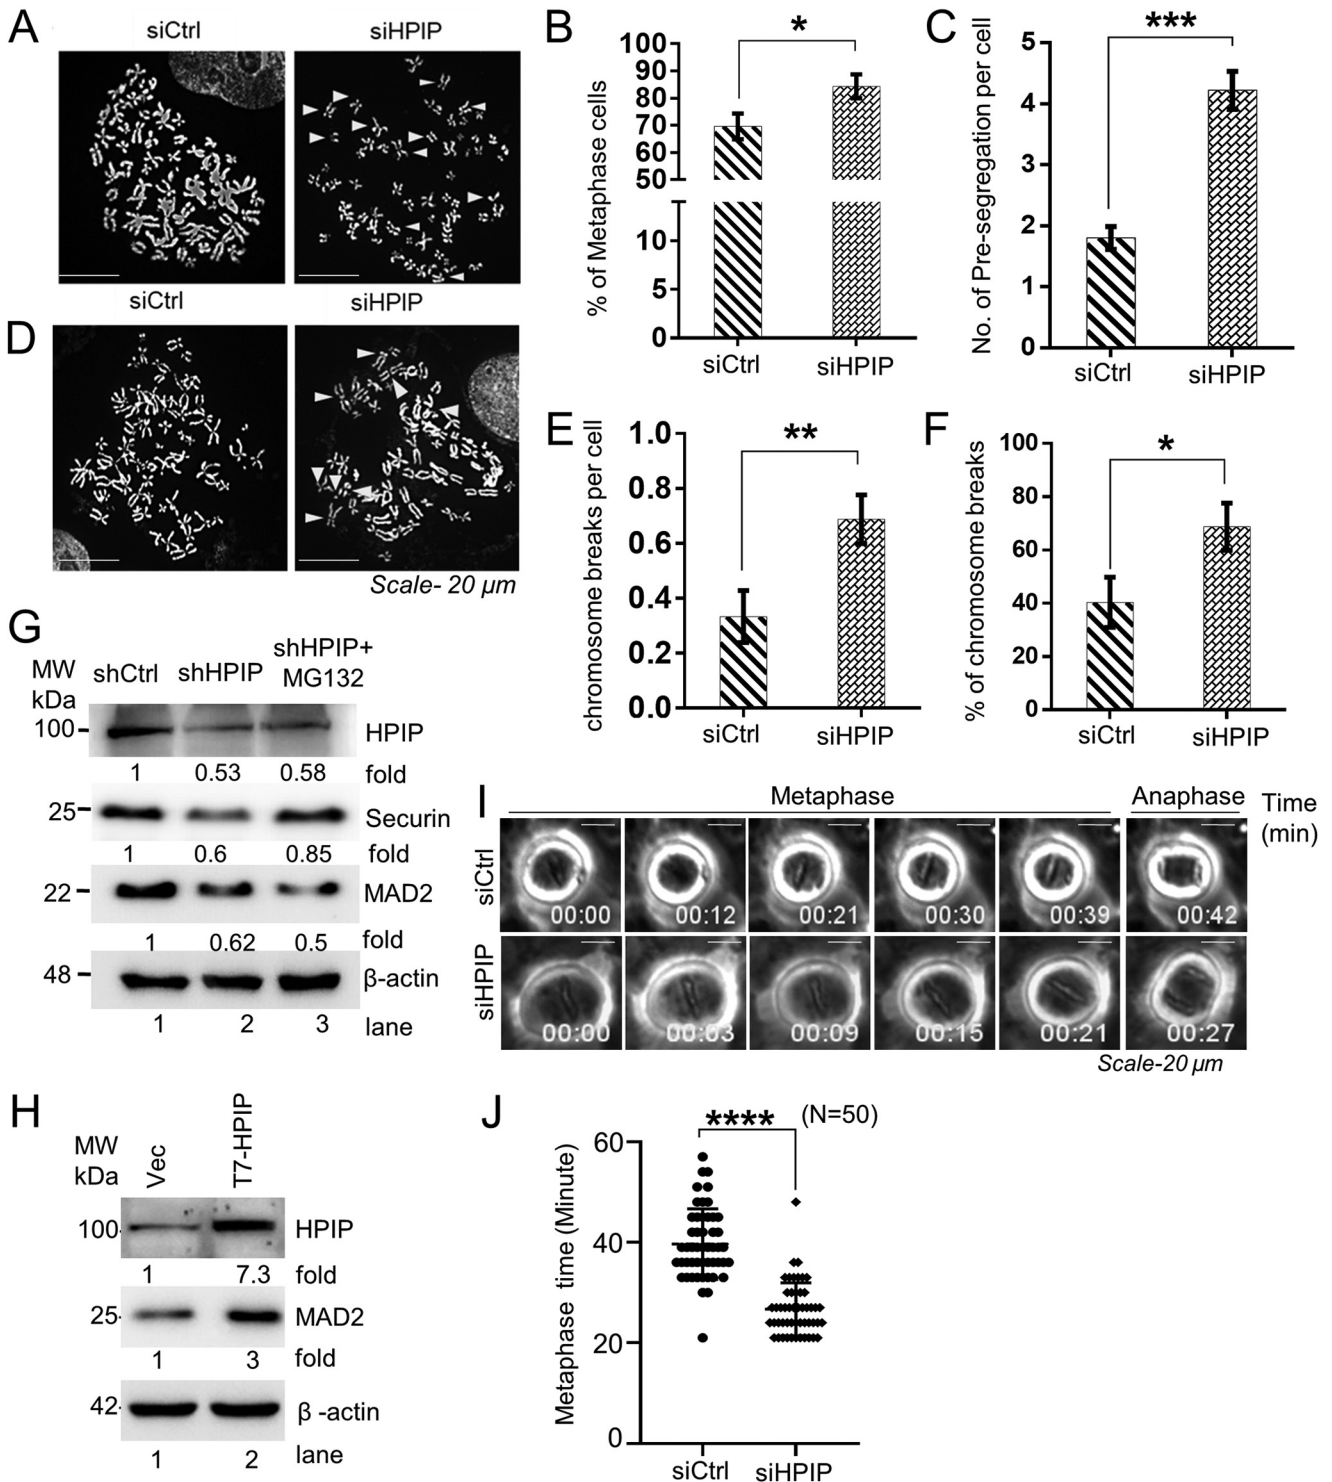 A
siCtrl
siHPIP
B
% of Metaphase cells
100
90
80
70
60
50
10
5
0
*
siCtrl
siHPIP
C
No. of Pre-segregation per cell
5
4
3
2
1
0
***
siCtrl
siHPIP
D
siCtrl
siHPIP
Scale- 20 µm
E
chromosome breaks per cell
1.0
0.8
0.6
0.4
0.2
0.0
**
siCtrl
siHPIP
F
% of chromosome breaks
100
80
60
40
20
0
*
siCtrl
siHPIP
G
MW
kDa
shCtrl shHPIP shHPIP+
MG132
100 HPIP
1 0.53 0.58 fold
25 Securin
1 0.6 0.85 fold
22 MAD2
1 0.62 0.5 fold
48 β-actin
1 2 3 lane
I
Metaphase Anaphase Time
(min)
siCtrl
00:00 00:12 00:21 00:30 00:39 00:42
siHPIP
00:00 00:03 00:09 00:15 00:21 00:27
Scale-20 µm
H
MW
kDa
Vec T7-HPIP
100 HPIP
1 7.3 fold
25 MAD2
1 3 fold
42 β -actin
1 2 lane
J
Metaphase time (Minute)
60
40
20
0
**** (N=50)
siCtrl
siHPIP